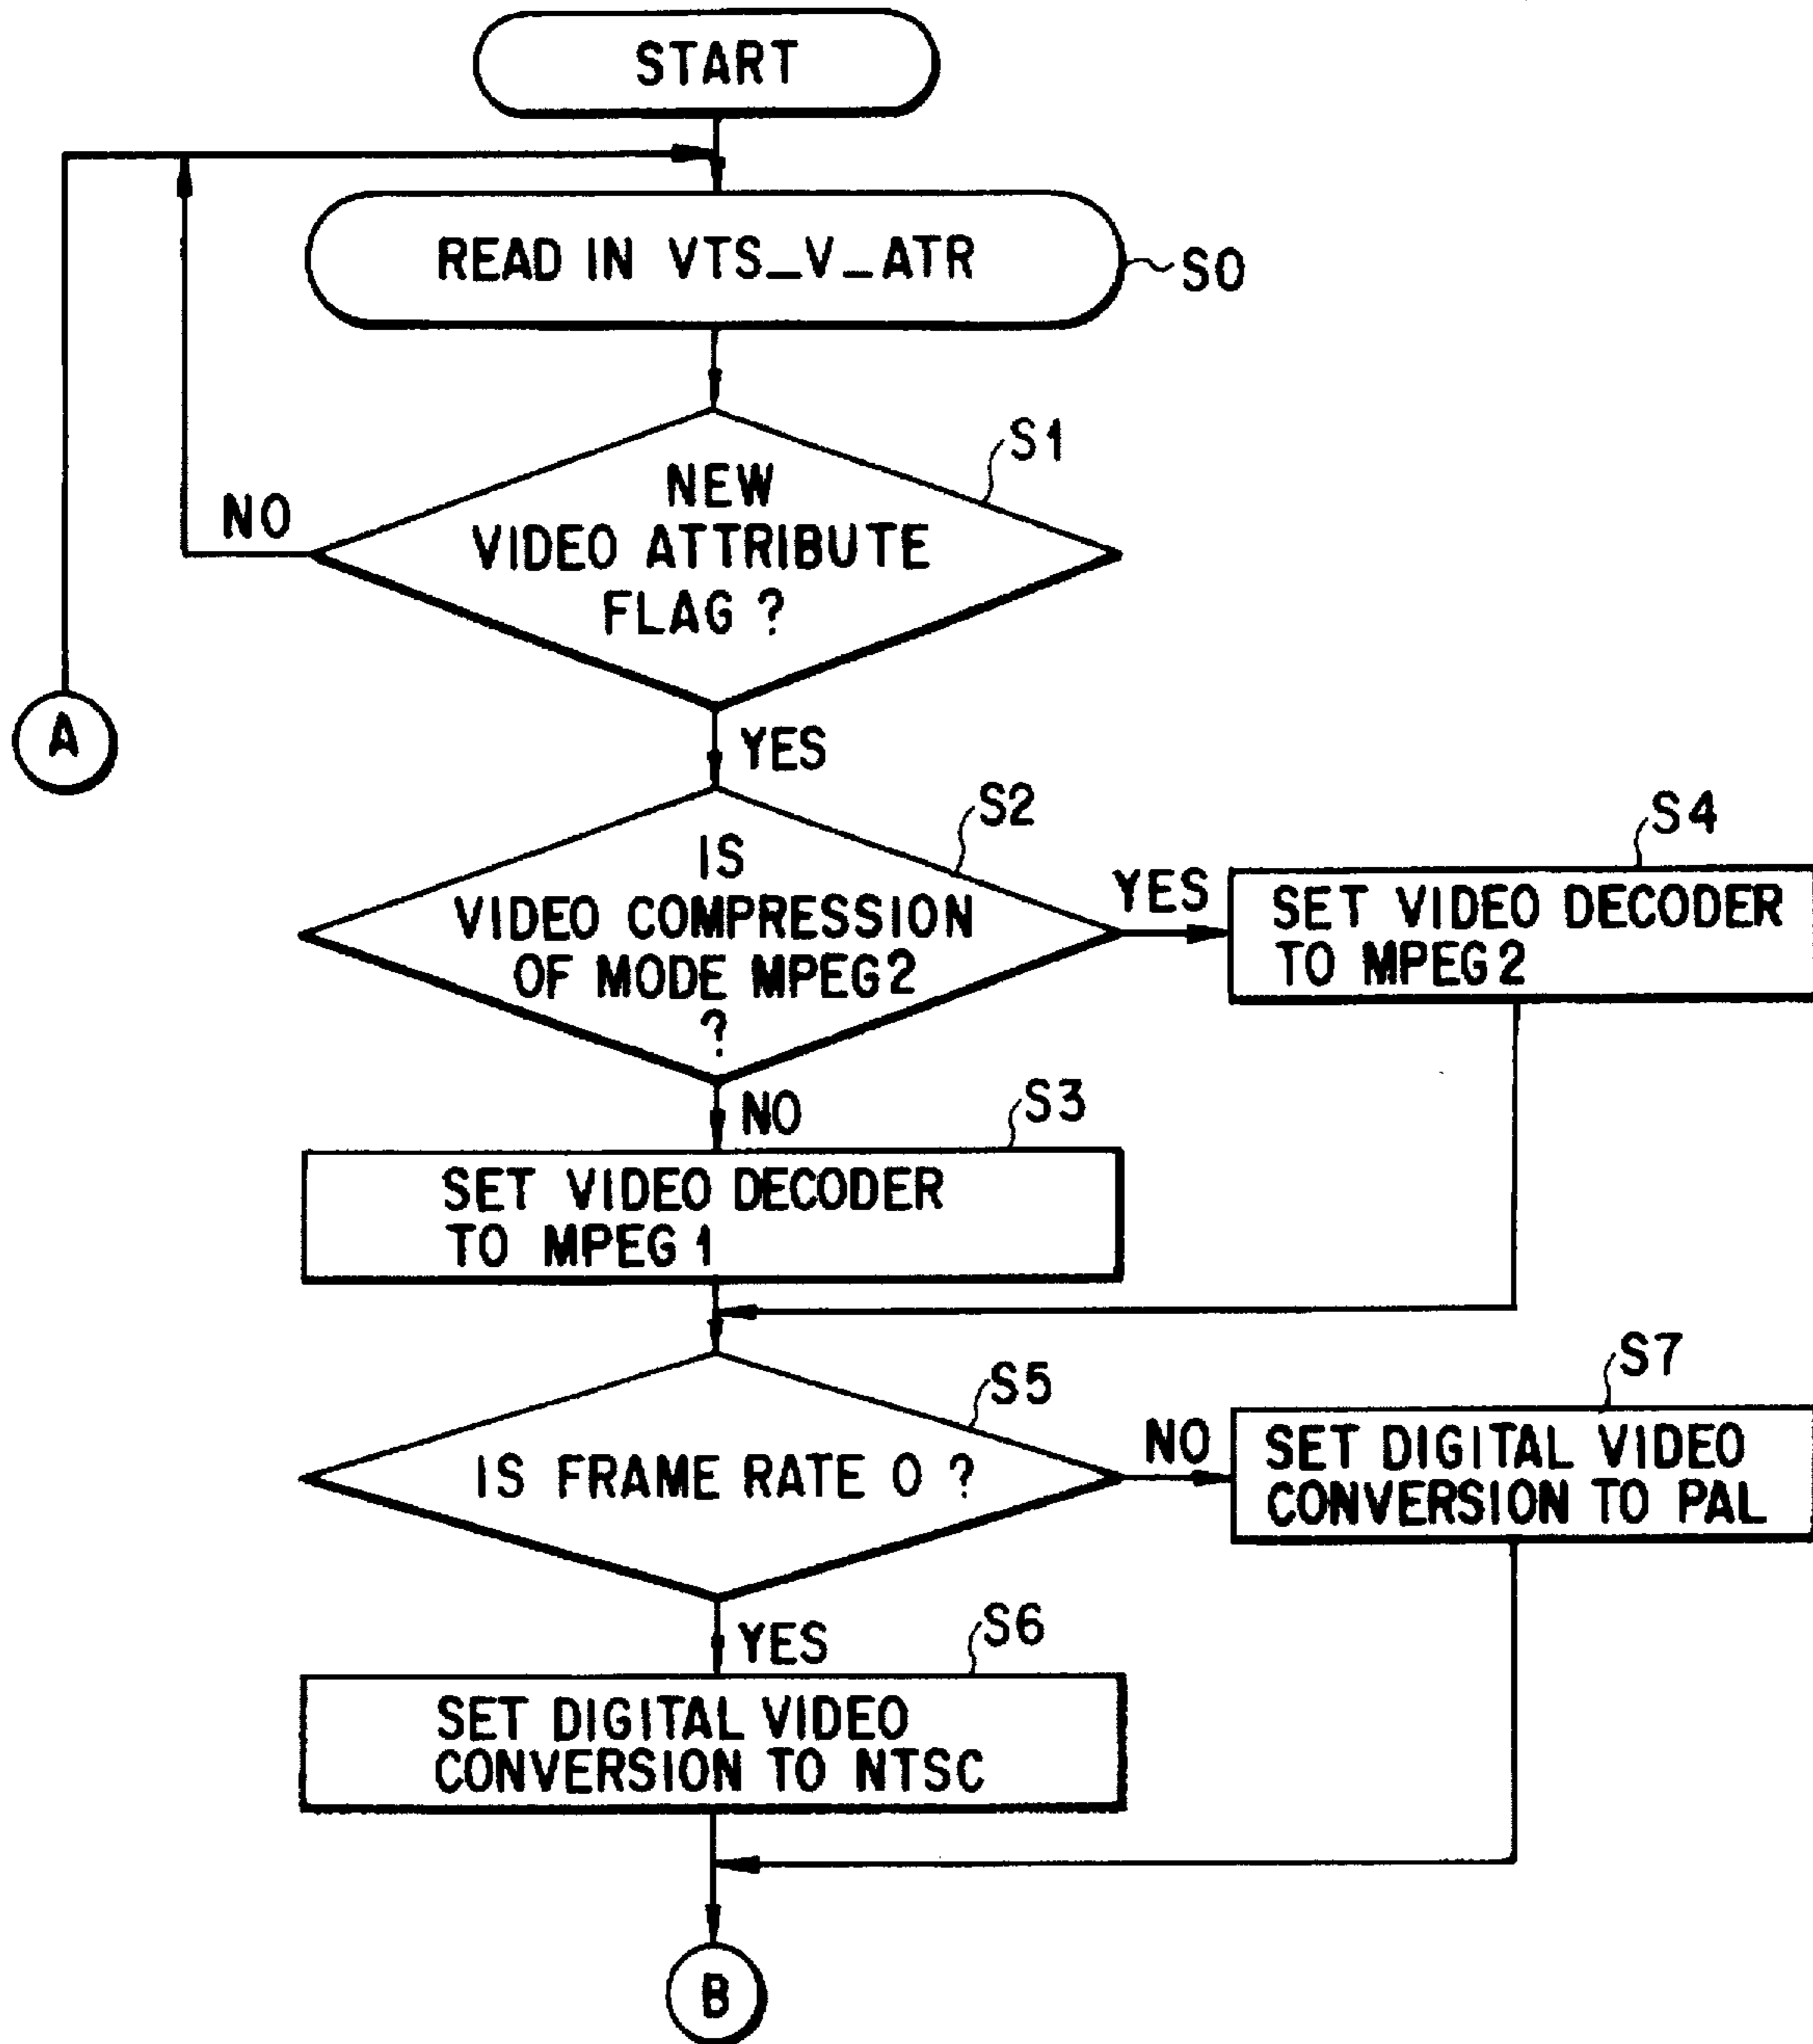 START
READ IN VTS_V_ATR
S0
S1
NEW
VIDEO ATTRIBUTE
FLAG ?
NO
A
YES
S2
IS
VIDEO COMPRESSION
OF MODE MPEG2
?
YES
S4
SET VIDEO DECODER
TO MPEG2
NO
S3
SET VIDEO DECODER
TO MPEG 1
S5
IS FRAME RATE 0 ?
NO
S7
SET DIGITAL VIDEO
CONVERSION TO PAL
YES
S6
SET DIGITAL VIDEO
CONVERSION TO NTSC
B